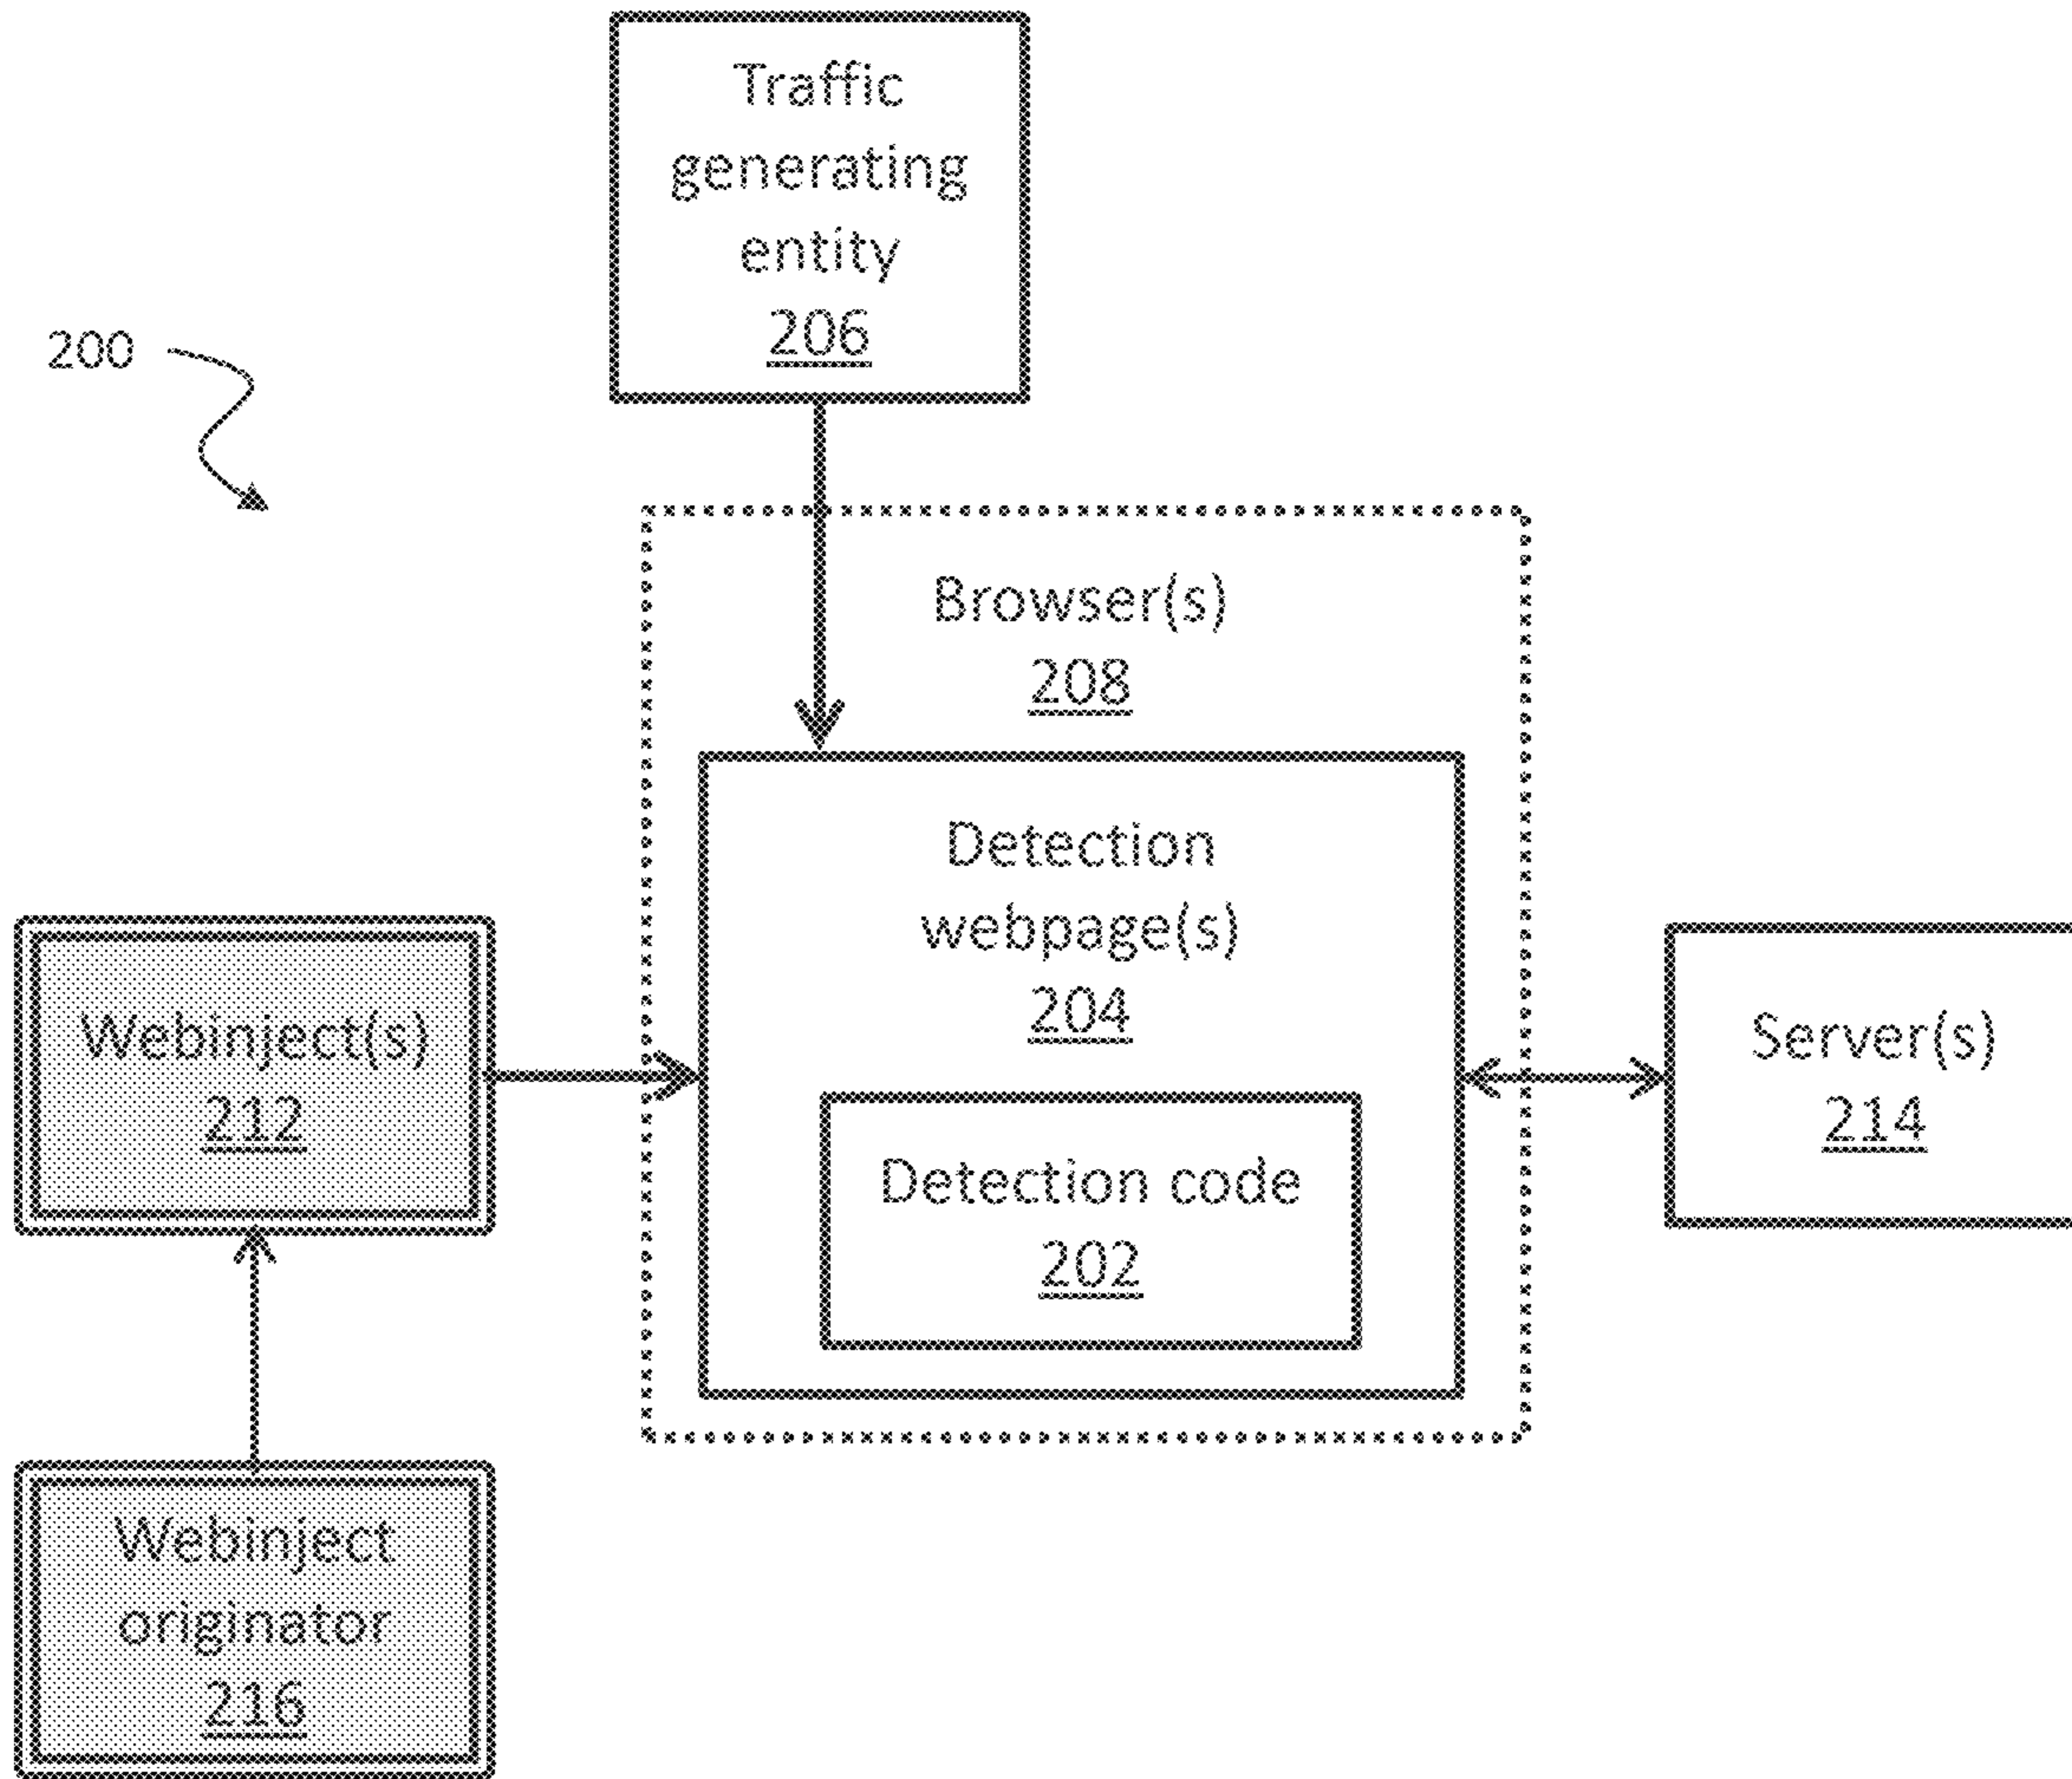 Traffic
generating
entity
206
200
Browser(s)
208
Detection
webpage(s)
204
Webinject(s)
212
Server(s)
214
Detection code
202
Webinject
originator
216